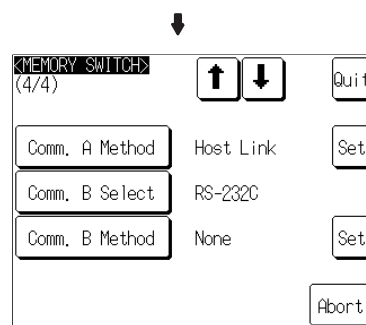 <MEMORY SWITCH>
(4/4)
Quit
Comm. A Method Host Link Set
Comm. B Select RS-232C
Comm. B Method None Set
Abort